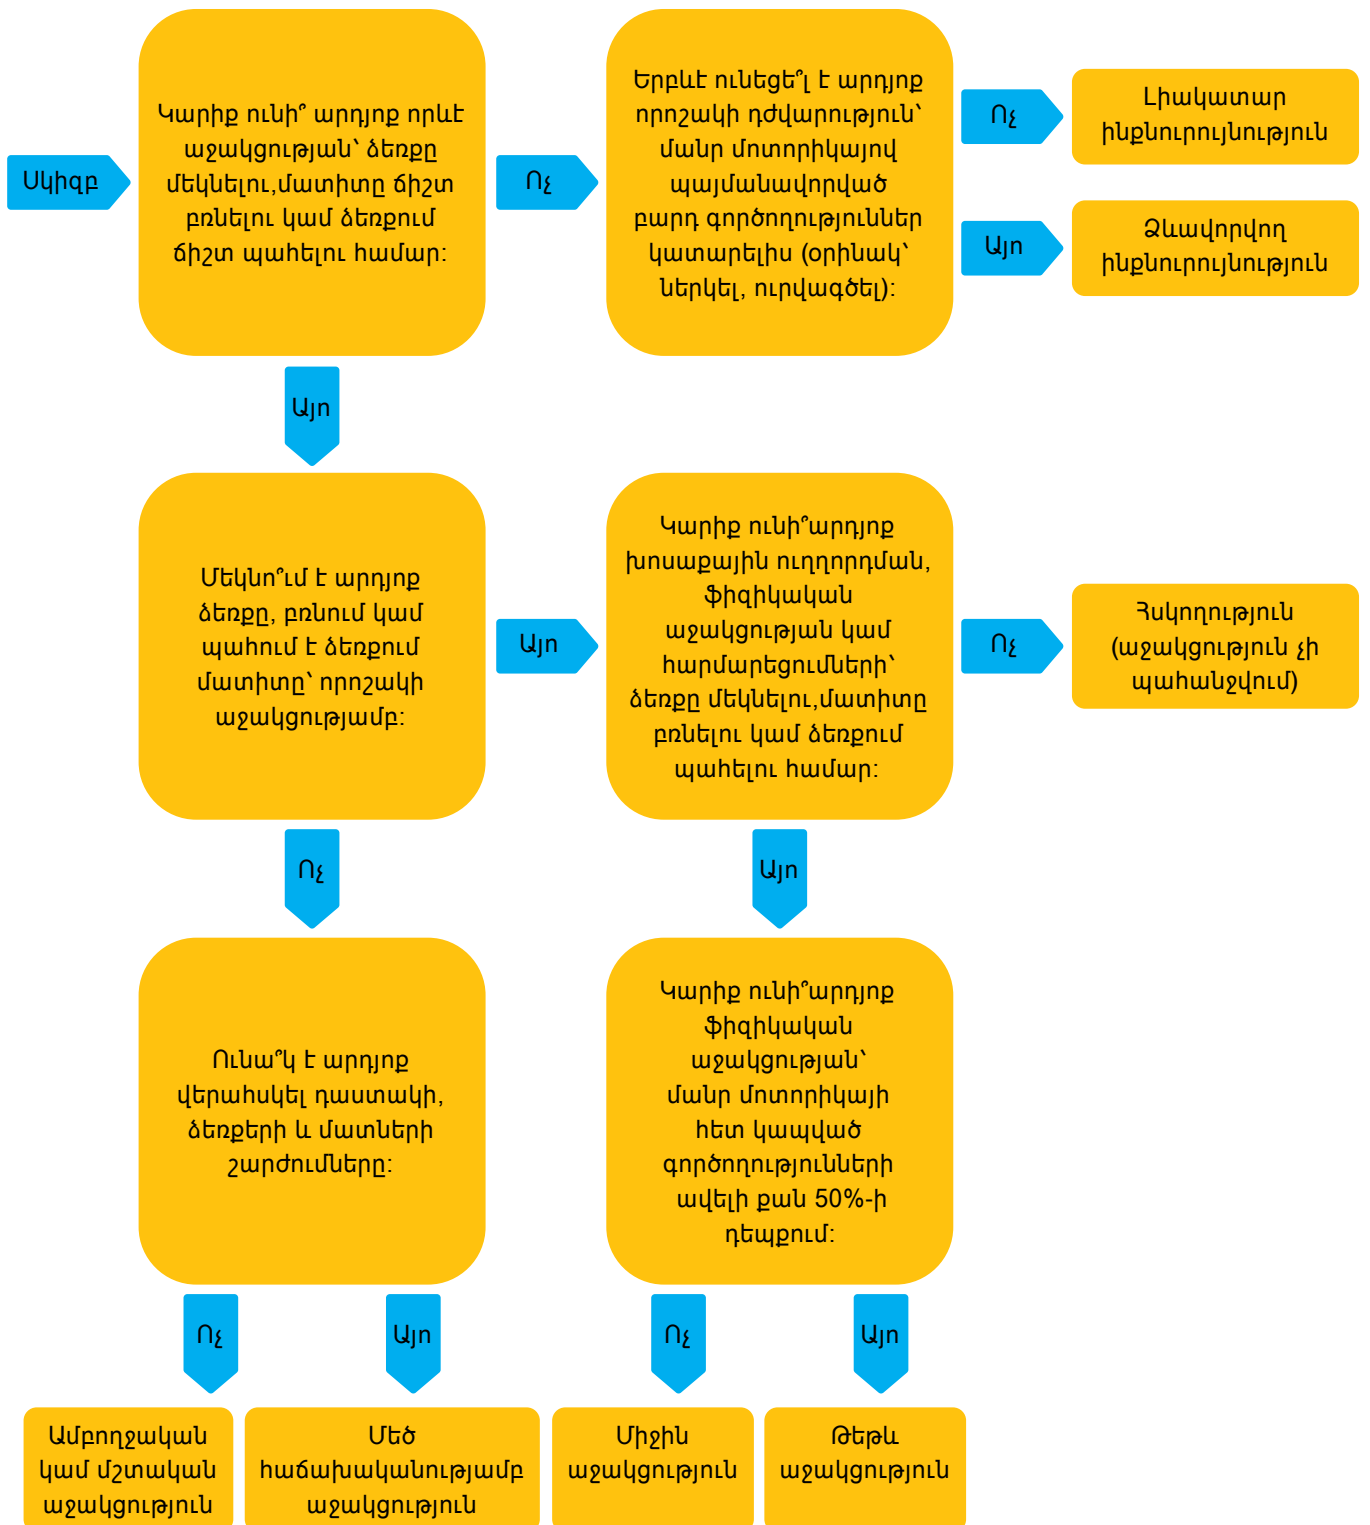 Սկիզբ
Կարիք ունի՞ արդյոք որևէ
աջակցության՝ ձեռքը
մեկնելու,մատիտը ճիշտ
բռնելու կամ ձեռքում
ճիշտ պահելու համար:
Ոչ
Երբևէ ունեցե՞լ է արդյոք
որոշակի դժվարություն՝
մանր մոտորիկայով
պայմանավորված
բարդ գործողություններ
կատարելիս (օրինակ՝
ներկել, ուրվագծել):
Ոչ
Լիակատար
ինքնուրույնություն
Այո
Ձևավորվող
ինքնուրույնություն
Այո
Մեկնո՞ւմ է արդյոք
ձեռքը, բռնում կամ
պահում է ձեռքում
մատիտը՝ որոշակի
աջակցությամբ:
Այո
Կարիք ունի՞արդյոք
խոսաքային ուղղորդման,
ֆիզիկական
աջակցության կամ
հարմարեցումների՝
ձեռքը մեկնելու,մատիտը
բռնելու կամ ձեռքում
պահելու համար:
Ոչ
Հսկողություն
(աջակցություն չի
պահանջվում)
Ոչ
Այո
Ունա՞կ է արդյոք
վերահսկել դաստակի,
ձեռքերի և մատների
շարժումները:
Կարիք ունի՞արդյոք
ֆիզիկական
աջակցության՝
մանր մոտորիկայի
հետ կապված
գործողությունների
ավելի քան 50%-ի
դեպքում:
Ոչ
Այո
Ոչ
Այո
Ամբողջական
կամ մշտական
աջակցություն
Մեծ
հաճախականությամբ
աջակցություն
Միջին
աջակցություն
Թեթև
աջակցություն